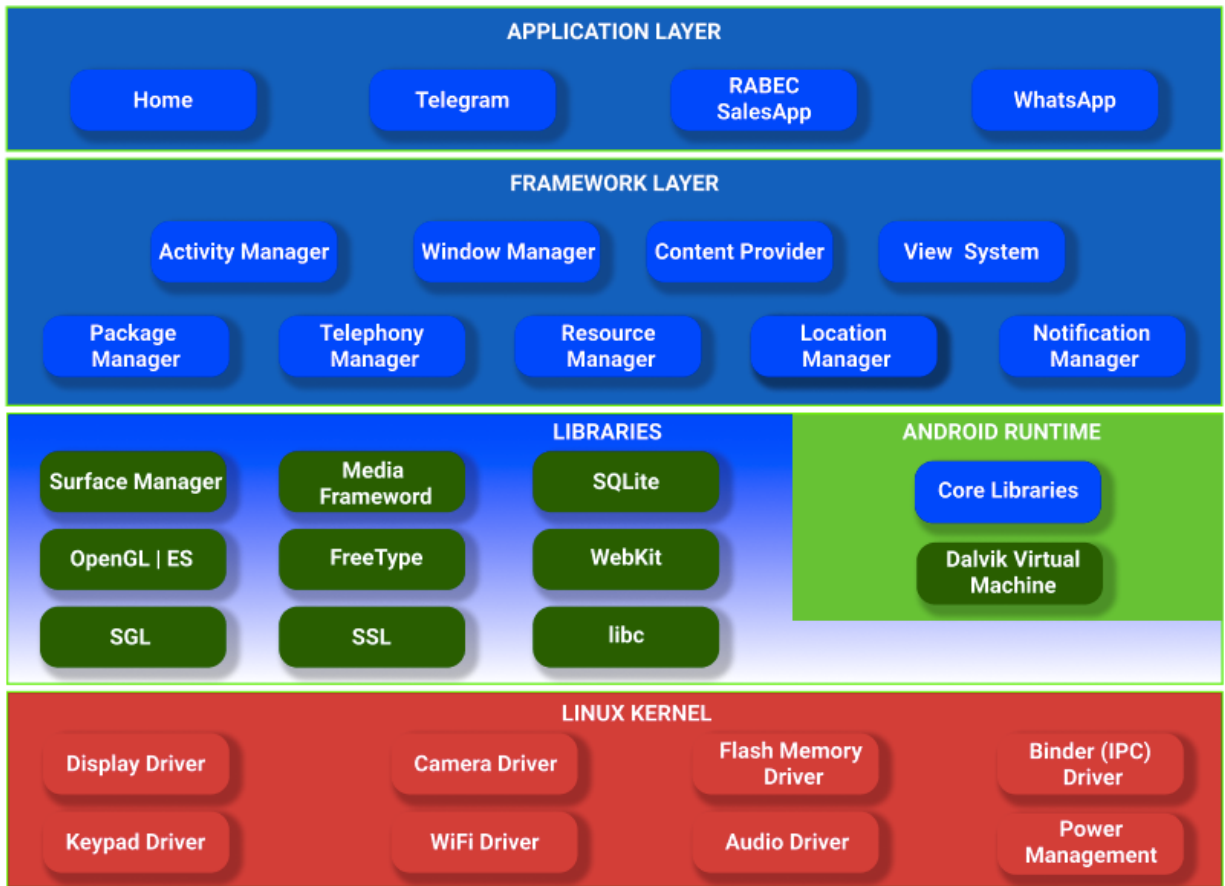 APPLICATION LAYER
Home
Telegram
RABEC
SalesApp
WhatsApp
FRAMEWORK LAYER
Activity Manager
Window Manager
Content Provider
View System
Package
Manager
Telephony
Manager
Resource
Manager
Location
Manager
Notification
Manager
LIBRARIES
Surface Manager
Media
Frameword
SQLite
OpenGL | ES
FreeType
WebKit
SGL
SSL
libc
ANDROID RUNTIME
Core Libraries
Dalvik Virtual
Machine
LINUX KERNEL
Display Driver
Camera Driver
Flash Memory
Driver
Binder (IPC)
Driver
Keypad Driver
WiFi Driver
Audio Driver
Power
Management